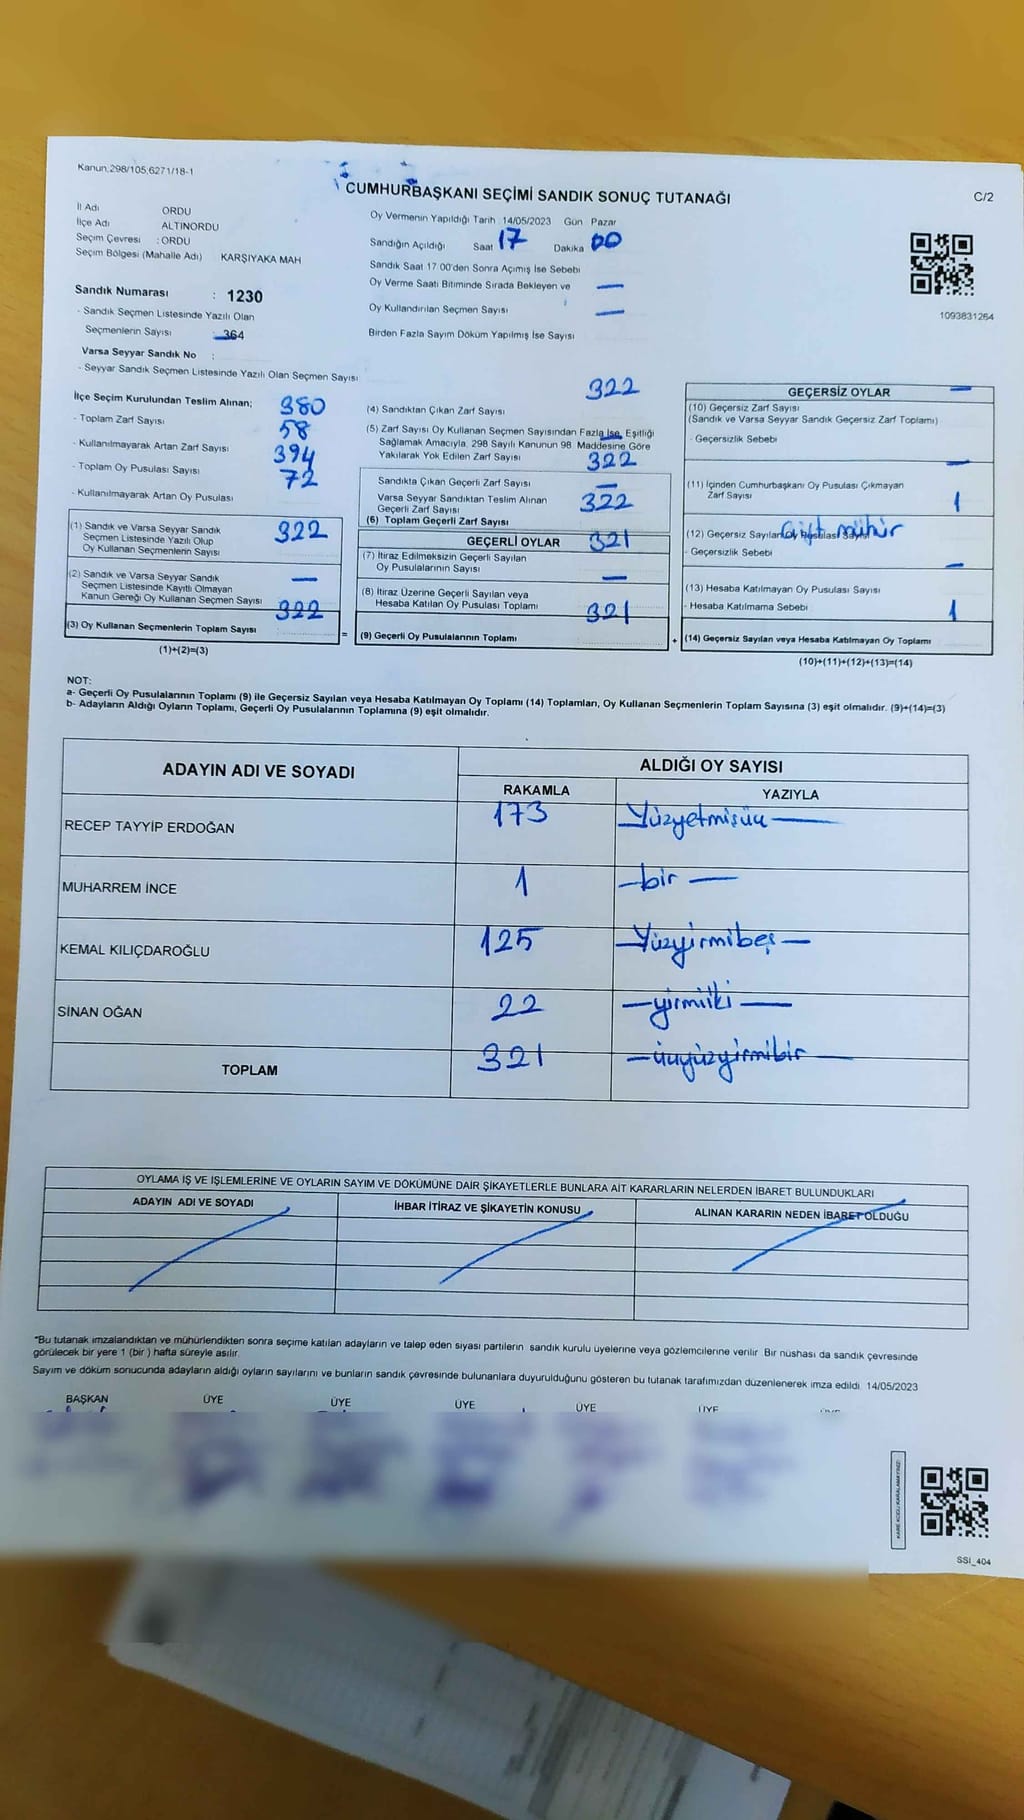 Kanun,298/105,6271/18-1
CUMHURBAŞKANI SEÇİMİ SANDIK SONUÇ TUTANAĞI
C/2
İl Adı ORDU
İlçe Adı ALTINORDU
Seçim Çevresi : ORDU
Seçim Bölgesi (Mahalle Adı) KARŞIYAKA MAH
Sandık Numarası : 1230
- Sandık Seçmen Listesinde Yazılı Olan
Seçmenlerin Sayısı : 364
Varsa Seyyar Sandık No :
- Seyyar Sandık Seçmen Listesinde Yazılı Olan Seçmen Sayısı
Oy Vermenin Yapıldığı Tarih 14/05/2023 Gün Pazar
Sandığın Açıldığı Saat 17 Dakika 00
Sandık Saat 17 00'den Sonra Açımış İse Sebebi
Oy Verme Saati Bitiminde Sırada Bekleyen ve —
Oy Kullandırılan Seçmen Sayısı —
Birden Fazla Sayım Döküm Yapılmış İse Sayısı
1093831264
İlçe Seçim Kurulundan Teslim Alınan; 380
- Toplam Zarf Sayısı 58
- Kullanılmayarak Artan Zarf Sayısı 394
- Toplam Oy Pusulası Sayısı 72
- Kullanılmayarak Artan Oy Pusulası
(1) Sandık ve Varsa Seyyar Sandık 322
Seçmen Listesinde Yazılı Olup
Oy Kullanan Seçmenlerin Sayısı
(2) Sandık ve Varsa Seyyar Sandık —
Seçmen Listesinde Kayıtlı Olmayan
Kanun Gereği Oy Kullanan Seçmen Sayısı
322
(3) Oy Kullanan Seçmenlerin Toplam Sayısı
(1)+(2)=(3)
=
322
(4) Sandıktan Çıkan Zarf Sayısı
(5) Zarf Sayısı Oy Kullanan Seçmen Sayısından Fazla İse, Eşitliği
Sağlamak Amacıyla, 298 Sayılı Kanunun 98. Maddesine Göre
Yakılarak Yok Edilen Zarf Sayısı 322
Sandıkta Çıkan Geçerli Zarf Sayısı —
Varsa Seyyar Sandıktan Teslim Alınan
Geçerli Zarf Sayısı 322
(6) Toplam Geçerli Zarf Sayısı
GEÇERLİ OYLAR 321
(7) İtiraz Edilmeksizin Geçerli Sayılan
Oy Pusulalarının Sayısı —
(8) İtiraz Üzerine Geçerli Sayılan veya
Hesaba Katılan Oy Pusulası Toplamı 321
(9) Geçerli Oy Pusulalarının Toplamı
+
GEÇERSİZ OYLAR —
(10) Geçersiz Zarf Sayısı
(Sandık ve Varsa Seyyar Sandık Geçersiz Zarf Toplamı)
- Geçersizlik Sebebi
—
(11) İçinden Cumhurbaşkanı Oy Pusulası Çıkmayan
Zarf Sayısı 1
(12) Geçersiz Sayılan Oy Pusulası Sayısı Çift mühür
- Geçersizlik Sebebi —
(13) Hesaba Katılmayan Oy Pusulası Sayısı
- Hesaba Katılmama Sebebi 1
(14) Geçersiz Sayılan veya Hesaba Katılmayan Oy Toplamı
(10)+(11)+(12)+(13)=(14)
NOT:
a- Geçerli Oy Pusulalarının Toplamı (9) ile Geçersiz Sayılan veya Hesaba Katılmayan Oy Toplamı (14) Toplamları, Oy Kullanan Seçmenlerin Toplam Sayısına (3) eşit olmalıdır. (9)+(14)=(3)
b- Adayların Aldığı Oyların Toplamı, Geçerli Oy Pusulalarının Toplamına (9) eşit olmalıdır.
ADAYIN ADI VE SOYADI ALDIĞI OY SAYISI
RAKAMLA YAZIYLA
RECEP TAYYİP ERDOĞAN 173 Yüzyetmişüç
MUHARREM İNCE 1 bir
KEMAL KILIÇDAROĞLU 125 Yüzyirmibeş
SİNAN OĞAN 22 yirmiiki
TOPLAM 321 üçyüzyirmibir
OYLAMA İŞ VE İŞLEMLERİNE VE OYLARIN SAYIM VE DÖKÜMÜNE DAİR ŞİKAYETLERLE BUNLARA AİT KARARLARIN NELERDEN İBARET BULUNDUKLARI
ADAYIN ADI VE SOYADI İHBAR İTİRAZ VE ŞİKAYETİN KONUSU ALINAN KARARIN NEDEN İBARET OLDUĞU
*Bu tutanak imzalandıktan ve mühürlendikten sonra seçime katılan adayların ve talep eden siyasi partilerin sandık kurulu üyelerine veya gözlemcilerine verilir. Bir nüshası da sandık çevresinde
görülecek bir yere 1 (bir ) hafta süreyle asılır.
Sayım ve döküm sonucunda adayların aldığı oyların sayılarını ve bunların sandık çevresinde bulunanlara duyurulduğunu gösteren bu tutanak tarafımızdan düzenlenerek imza edildi. 14/05/2023
BAŞKAN ÜYE ÜYE ÜYE ÜYE ÜYE
KARE KODU KARALAMAYINIZ!
SSI_404